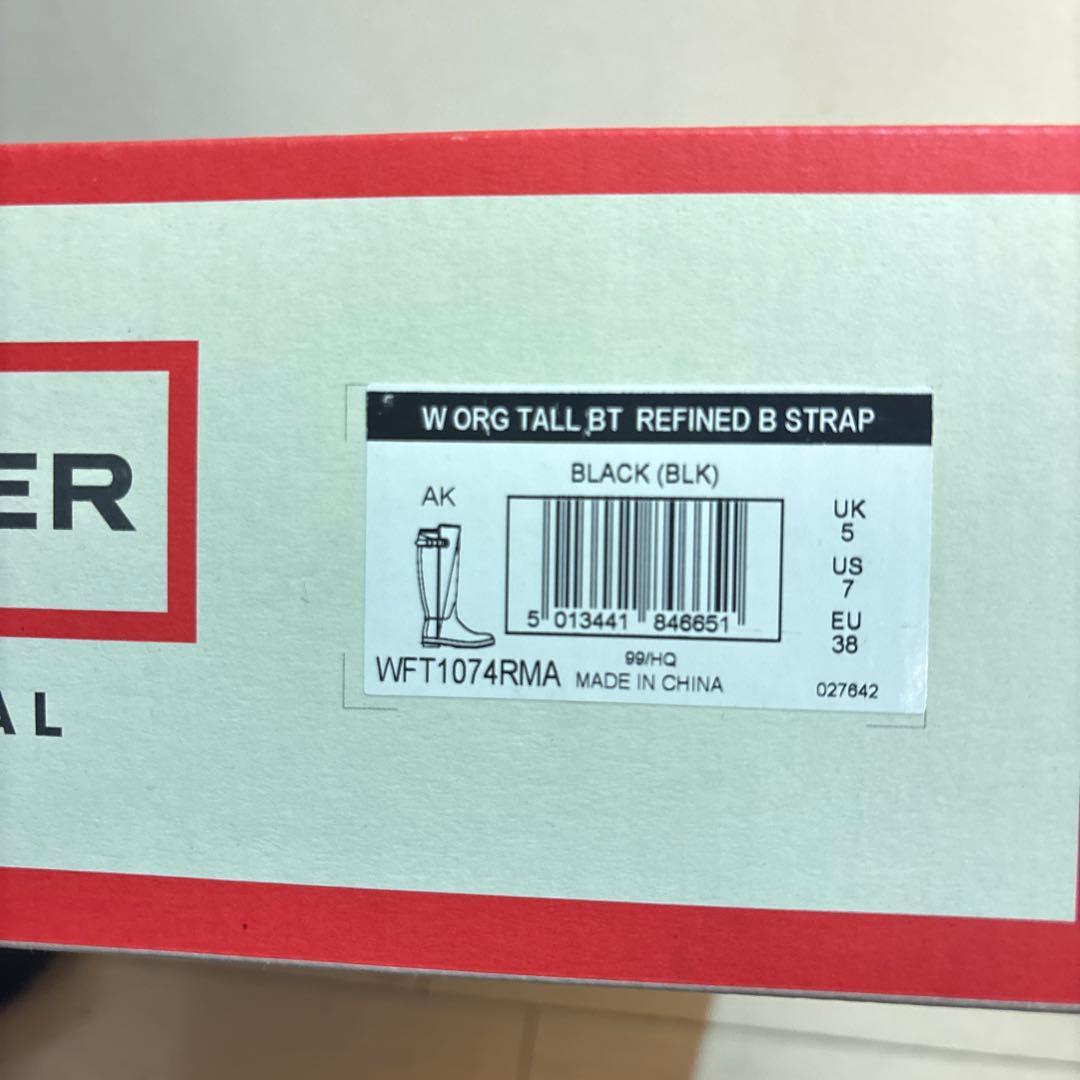 ER
AL
W ORG TALL BT REFINED B STRAP
BLACK (BLK)
AK
UK
5
US
7
EU
38
5 013441 846651
WFT1074RMA
99/HQ
MADE IN CHINA
027642